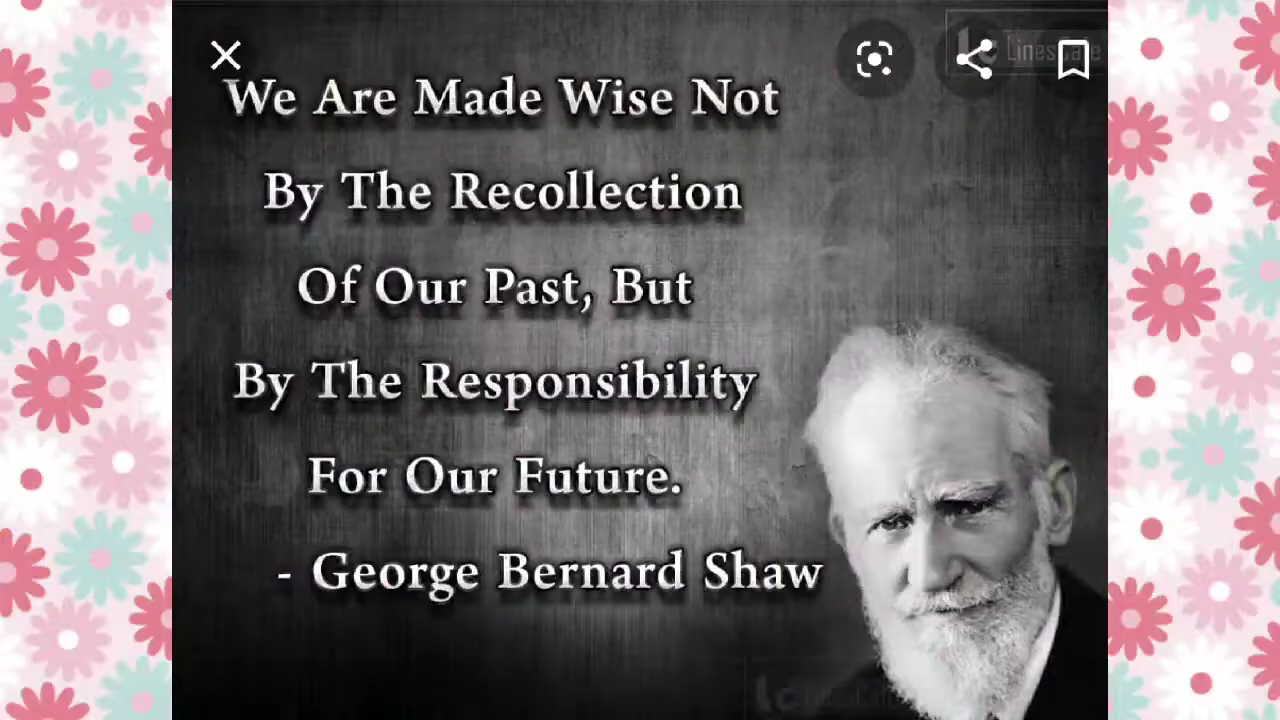 LinesCafe
We Are Made Wise Not
By The Recollection
Of Our Past, But
By The Responsibility
For Our Future.
- George Bernard Shaw